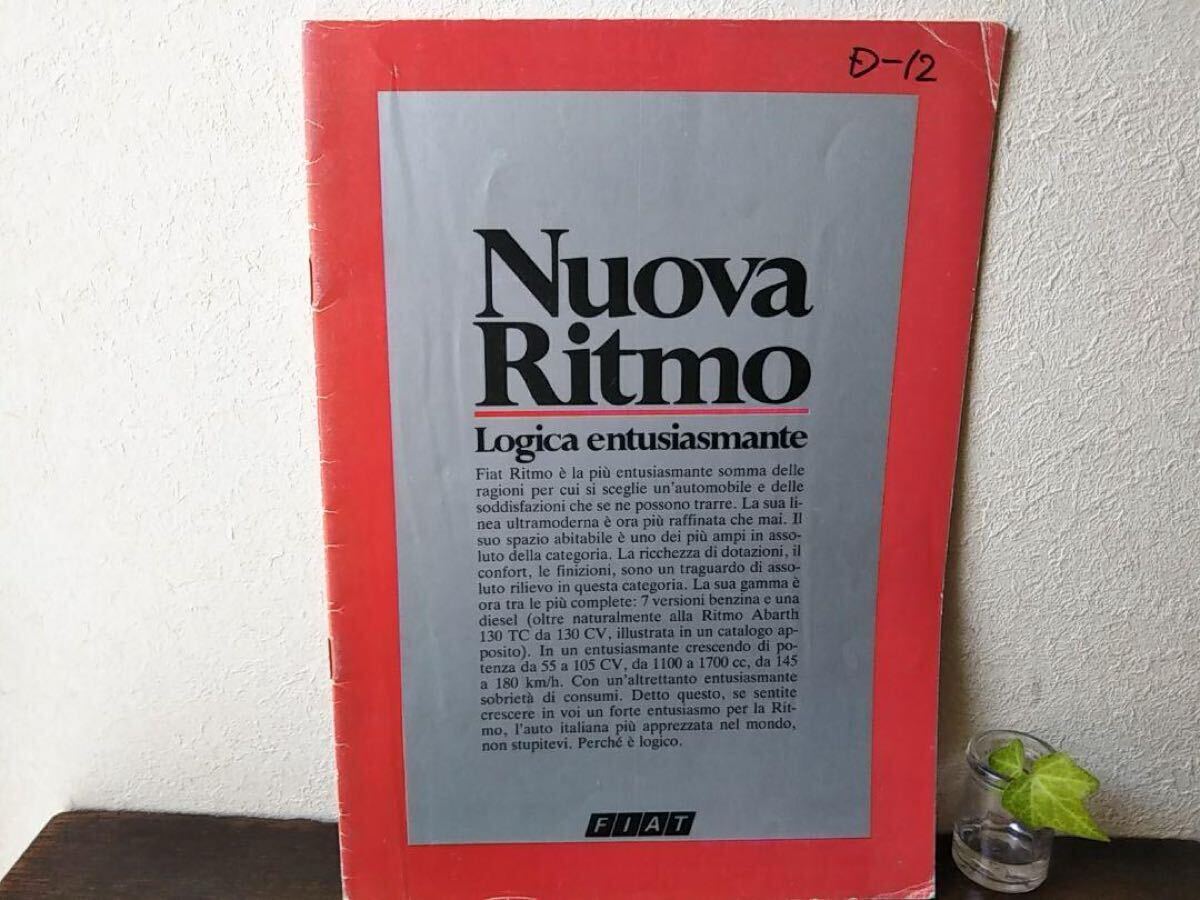 Đ-12
Nuova
Ritmo
Logica entusiasmante
Fiat Ritmo è la più entusiasmante somma delle
ragioni per cui si sceglie un'automobile e delle
soddisfazioni che se ne possono trarre. La sua li-
nea ultramoderna è ora più raffinata che mai. Il
suo spazio abitabile è uno dei più ampi in asso-
luto della categoria. La ricchezza di dotazioni, il
confort, le finizioni, sono un traguardo di asso-
luto rilievo in questa categoria. La sua gamma è
ora tra le più complete: 7 versioni benzina e una
diesel (oltre naturalmente alla Ritmo Abarth
130 TC da 130 CV, illustrata in un catalogo ap-
posito). In un entusiasmante crescendo di po-
tenza da 55 a 105 CV, da 1100 a 1700 cc, da 145
a 180 km/h. Con un'altrettanto entusiasmante
sobrietà di consumi. Detto questo, se sentite
crescere in voi un forte entusiasmo per la Rit-
mo, l'auto italiana più apprezzata nel mondo,
non stupitevi. Perché è logico.
FIAT